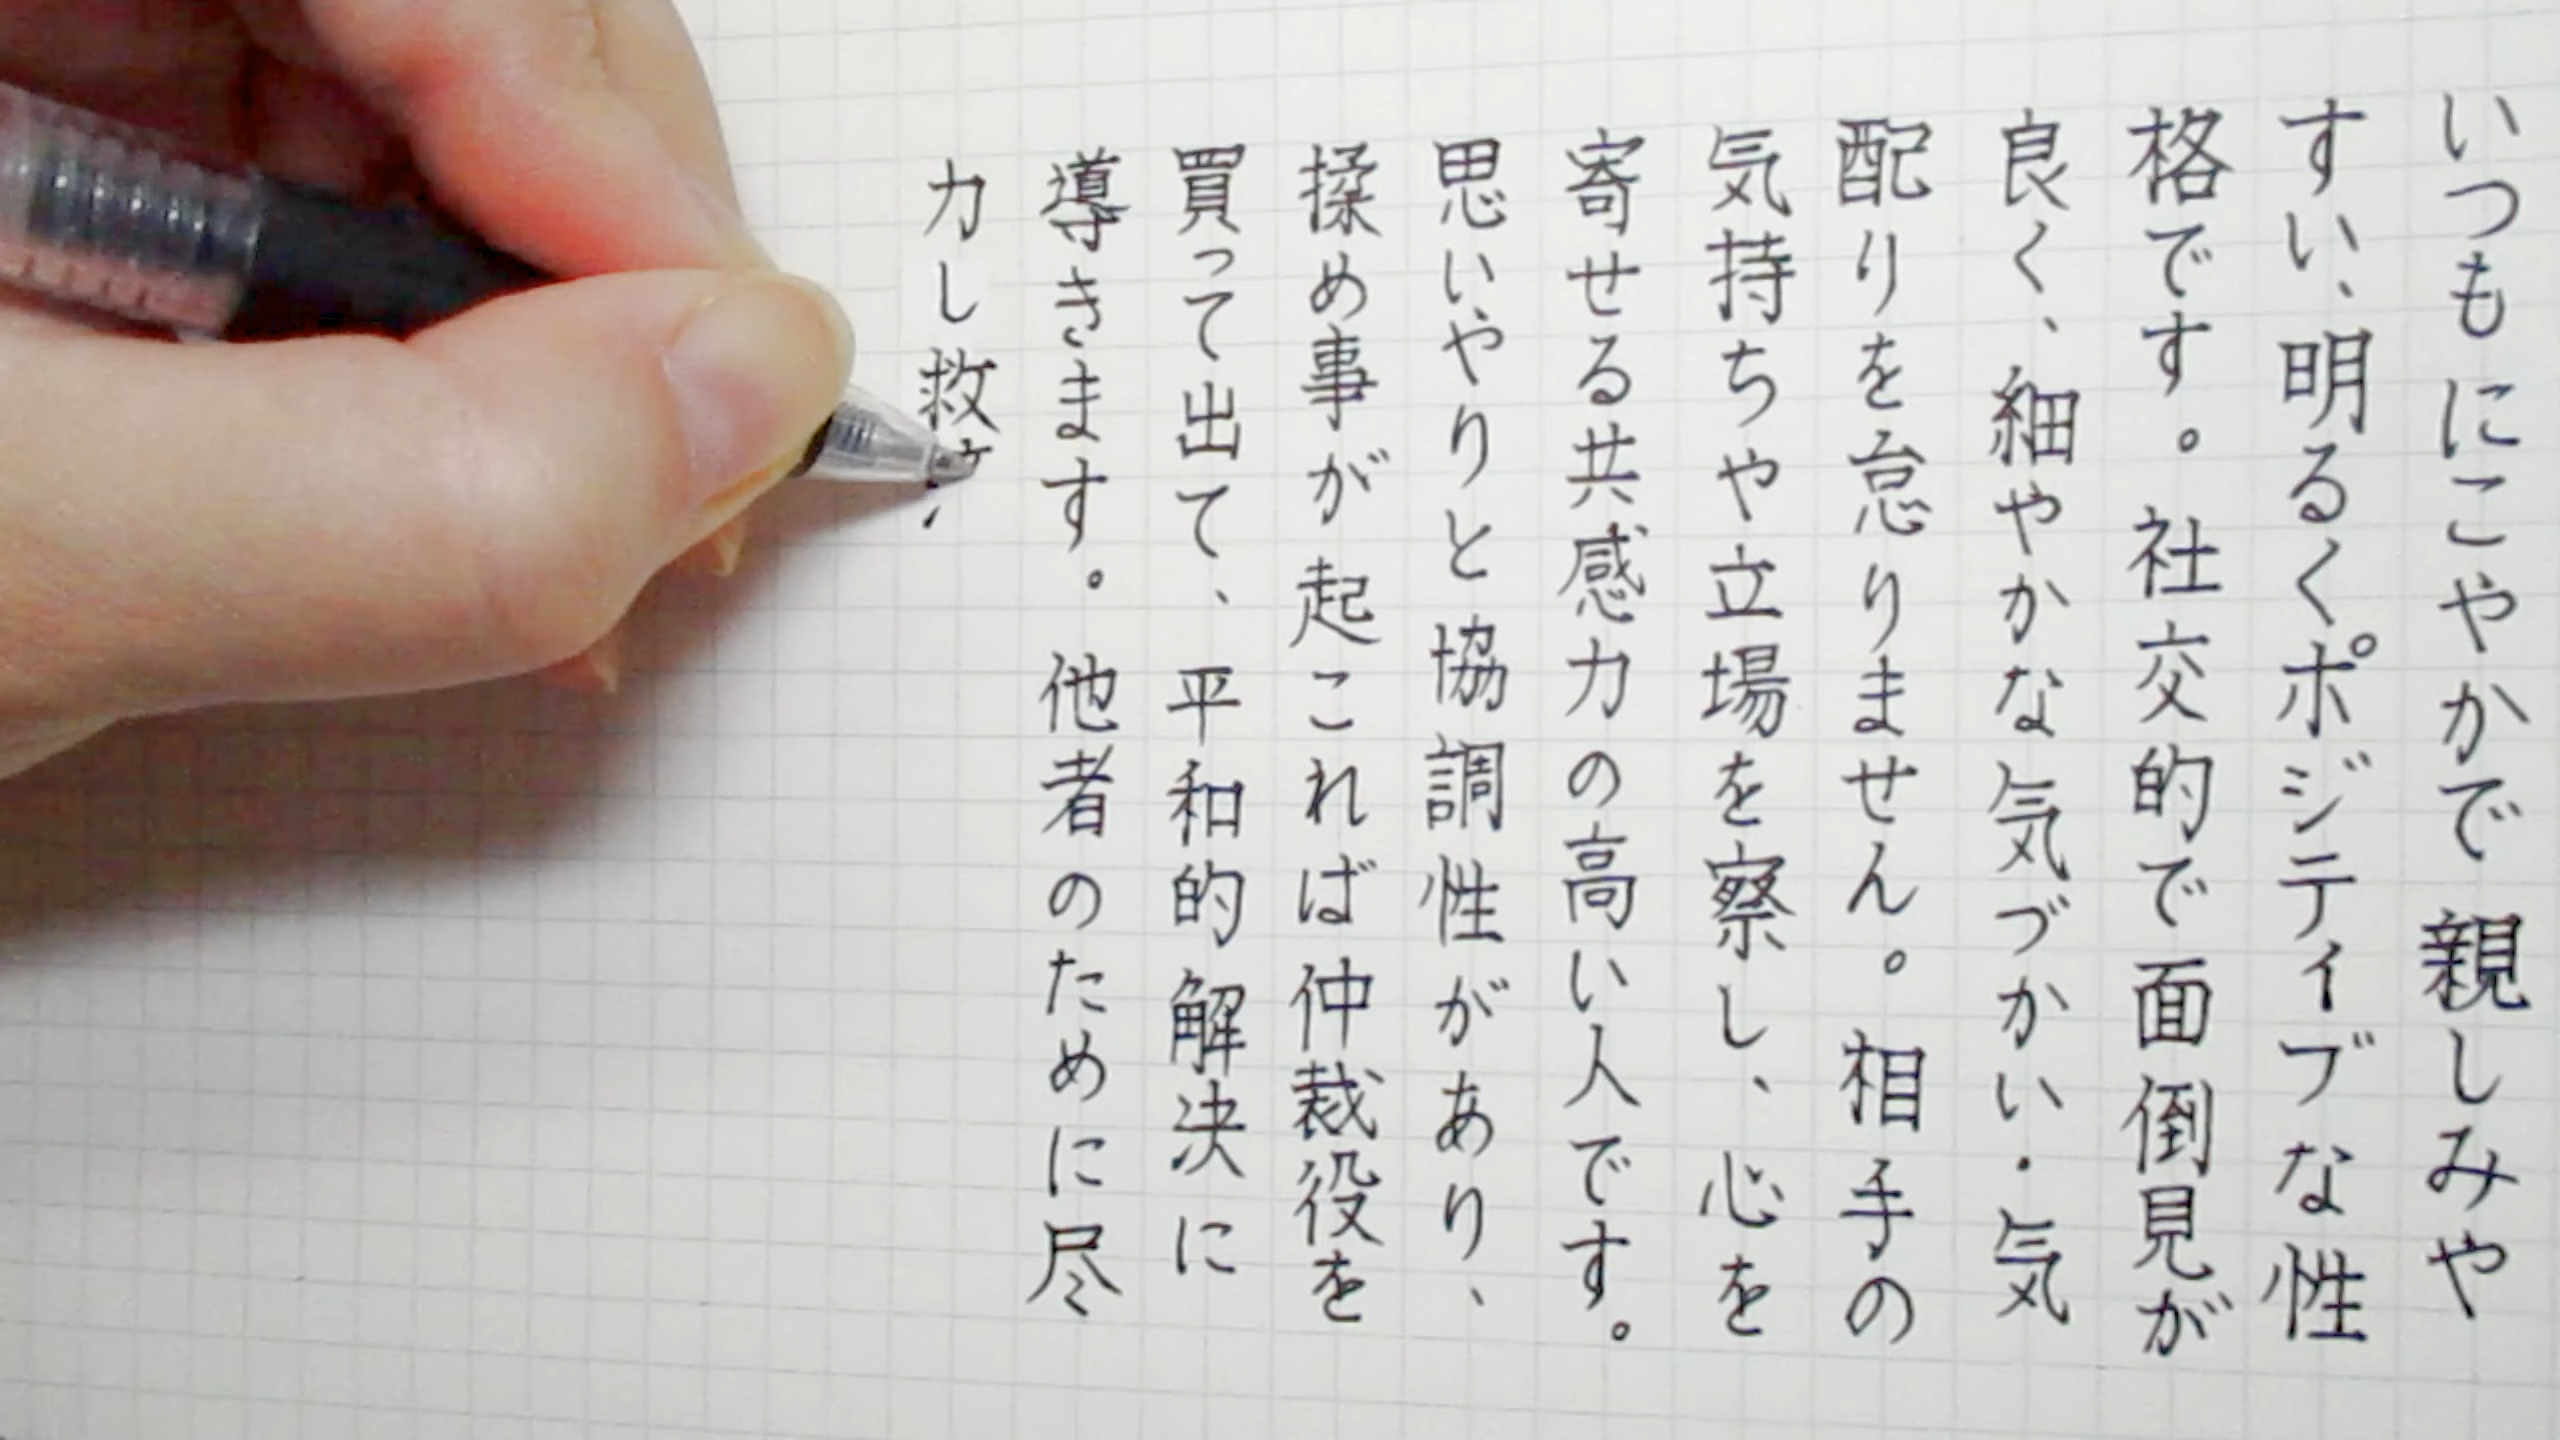 いつもにこやかで親しみや
すい、明るくポジティブな性
格です。社交的で面倒見が
良く、細やかな気づかい・気
配りを怠りません。相手の
気持ちや立場を察し、心を
寄せる共感力の高い人です。
思いやりと協調性があり、
揉め事が起これば仲裁役を
買って出て、平和的解決に
導きます。他者のために尽
力し救